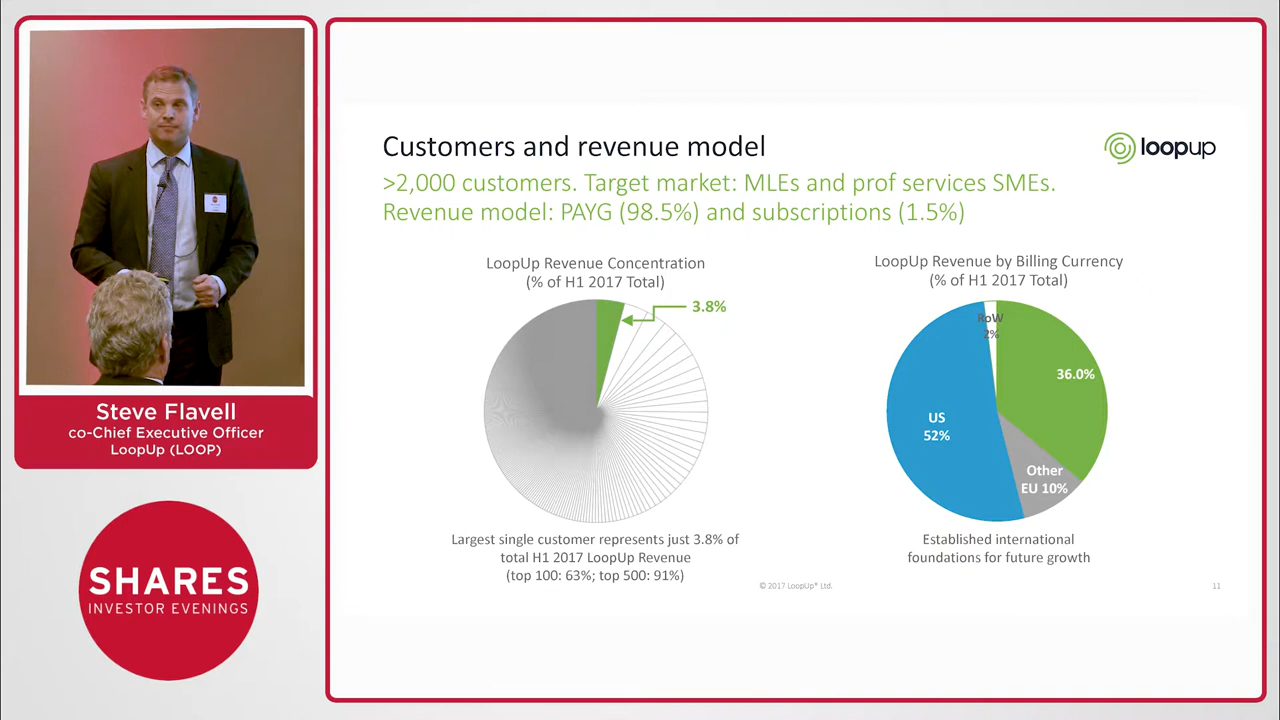 Steve Flavell
co-Chief Executive Officer
LoopUp (LOOP)
SHARES
INVESTOR EVENINGS
Customers and revenue model
loopup
>2,000 customers. Target market: MLEs and prof services SMEs.
Revenue model: PAYG (98.5%) and subscriptions (1.5%)
LoopUp Revenue Concentration
(% of H1 2017 Total)
3.8%
Largest single customer represents just 3.8% of
total H1 2017 LoopUp Revenue
(top 100: 63%; top 500: 91%)
LoopUp Revenue by Billing Currency
(% of H1 2017 Total)
RoW
2%
36.0%
US
52%
Other
EU 10%
Established international
foundations for future growth
© 2017 LoopUp® Ltd.
11